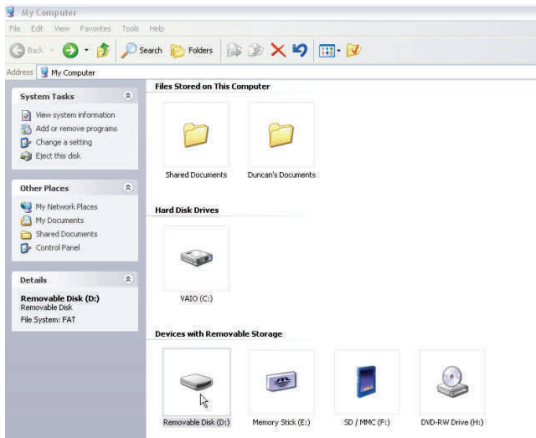 My Computer
File Edit View Favorites Tools Help
Back Search Folders
Address My Computer
System Tasks
View system information
Add or remove programs
Change a setting
Eject this disk
Other Places
My Network Places
My Documents
Shared Documents
Control Panel
Details
Removable Disk (D:)
Removable Disk
File System: FAT
Files Stored on This Computer
Shared Documents Duncan's Documents
Hard Disk Drives
VAIO (C:)
Devices with Removable Storage
Removable Disk (D:) Memory Stick (E:) SD / MMC (F:) DVD-RW Drive (H:)